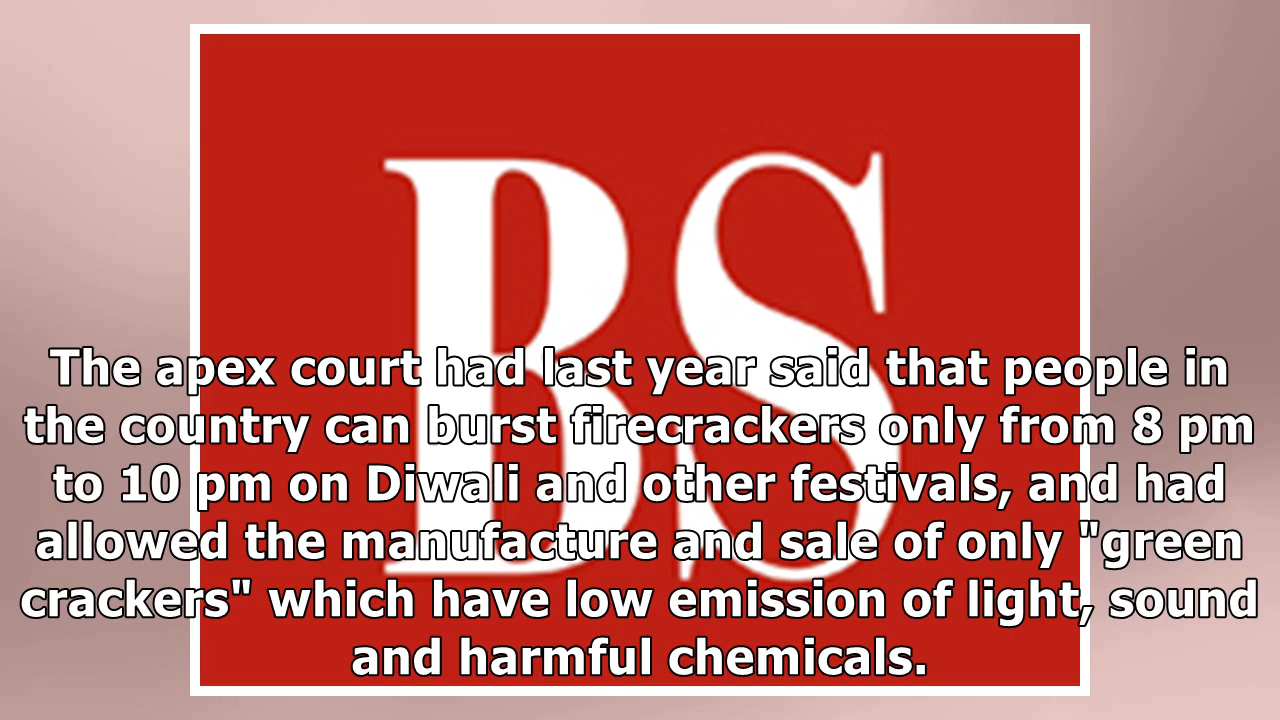 BS
The apex court had last year said that people in
the country can burst firecrackers only from 8 pm
to 10 pm on Diwali and other festivals, and had
allowed the manufacture and sale of only "green
crackers" which have low emission of light, sound
and harmful chemicals.